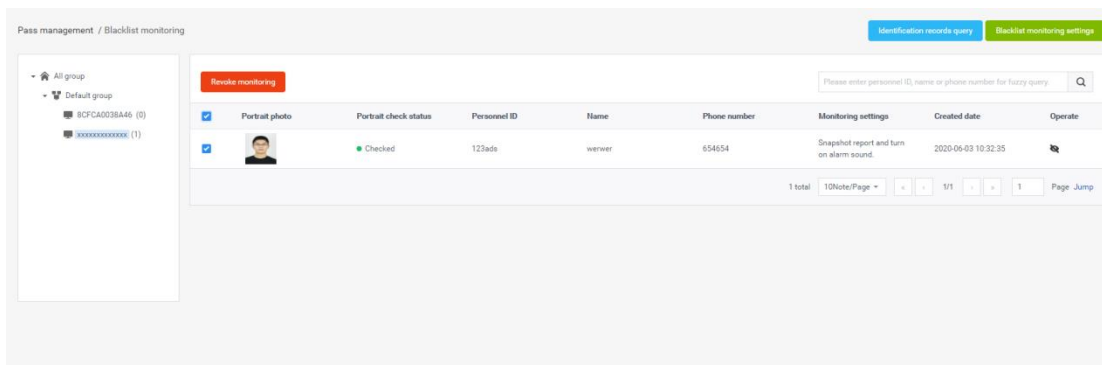 Pass management / Blacklist monitoring
Identification records query
Blacklist monitoring settings
All group
Default group
8CFCA0038A46 (0)
xxxxxxxxxxxxx (1)
Revoke monitoring
Please enter personnel ID, name or phone number for fuzzy query.
Portrait photo Portrait check status Personnel ID Name Phone number Monitoring settings Created date Operate
Checked 123ads werwer 654654 Snapshot report and turn on alarm sound. 2020-06-03 10:32:35
1 total 10Note/Page « ‹ 1/1 › » 1 Page Jump